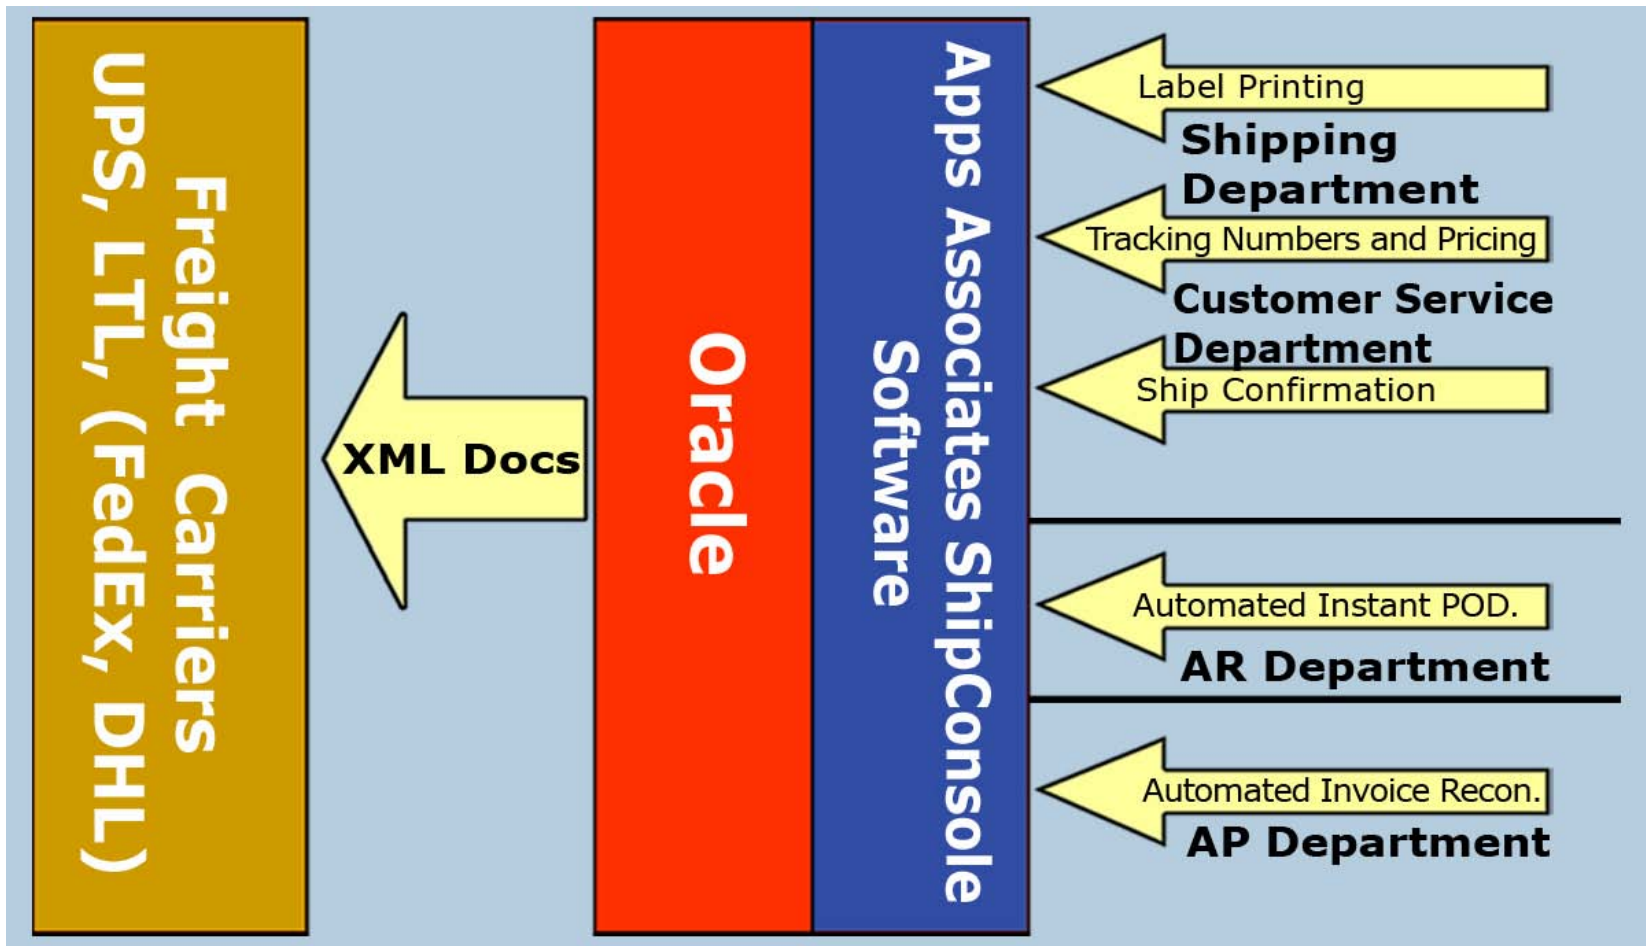 Freight Carriers
UPS, LTL, (FedEx, DHL)
XML Docs
Oracle
Apps Associates ShipConsole
Software
Label Printing
Shipping
Department
Tracking Numbers and Pricing
Customer Service
Department
Ship Confirmation
Automated Instant POD.
AR Department
Automated Invoice Recon.
AP Department